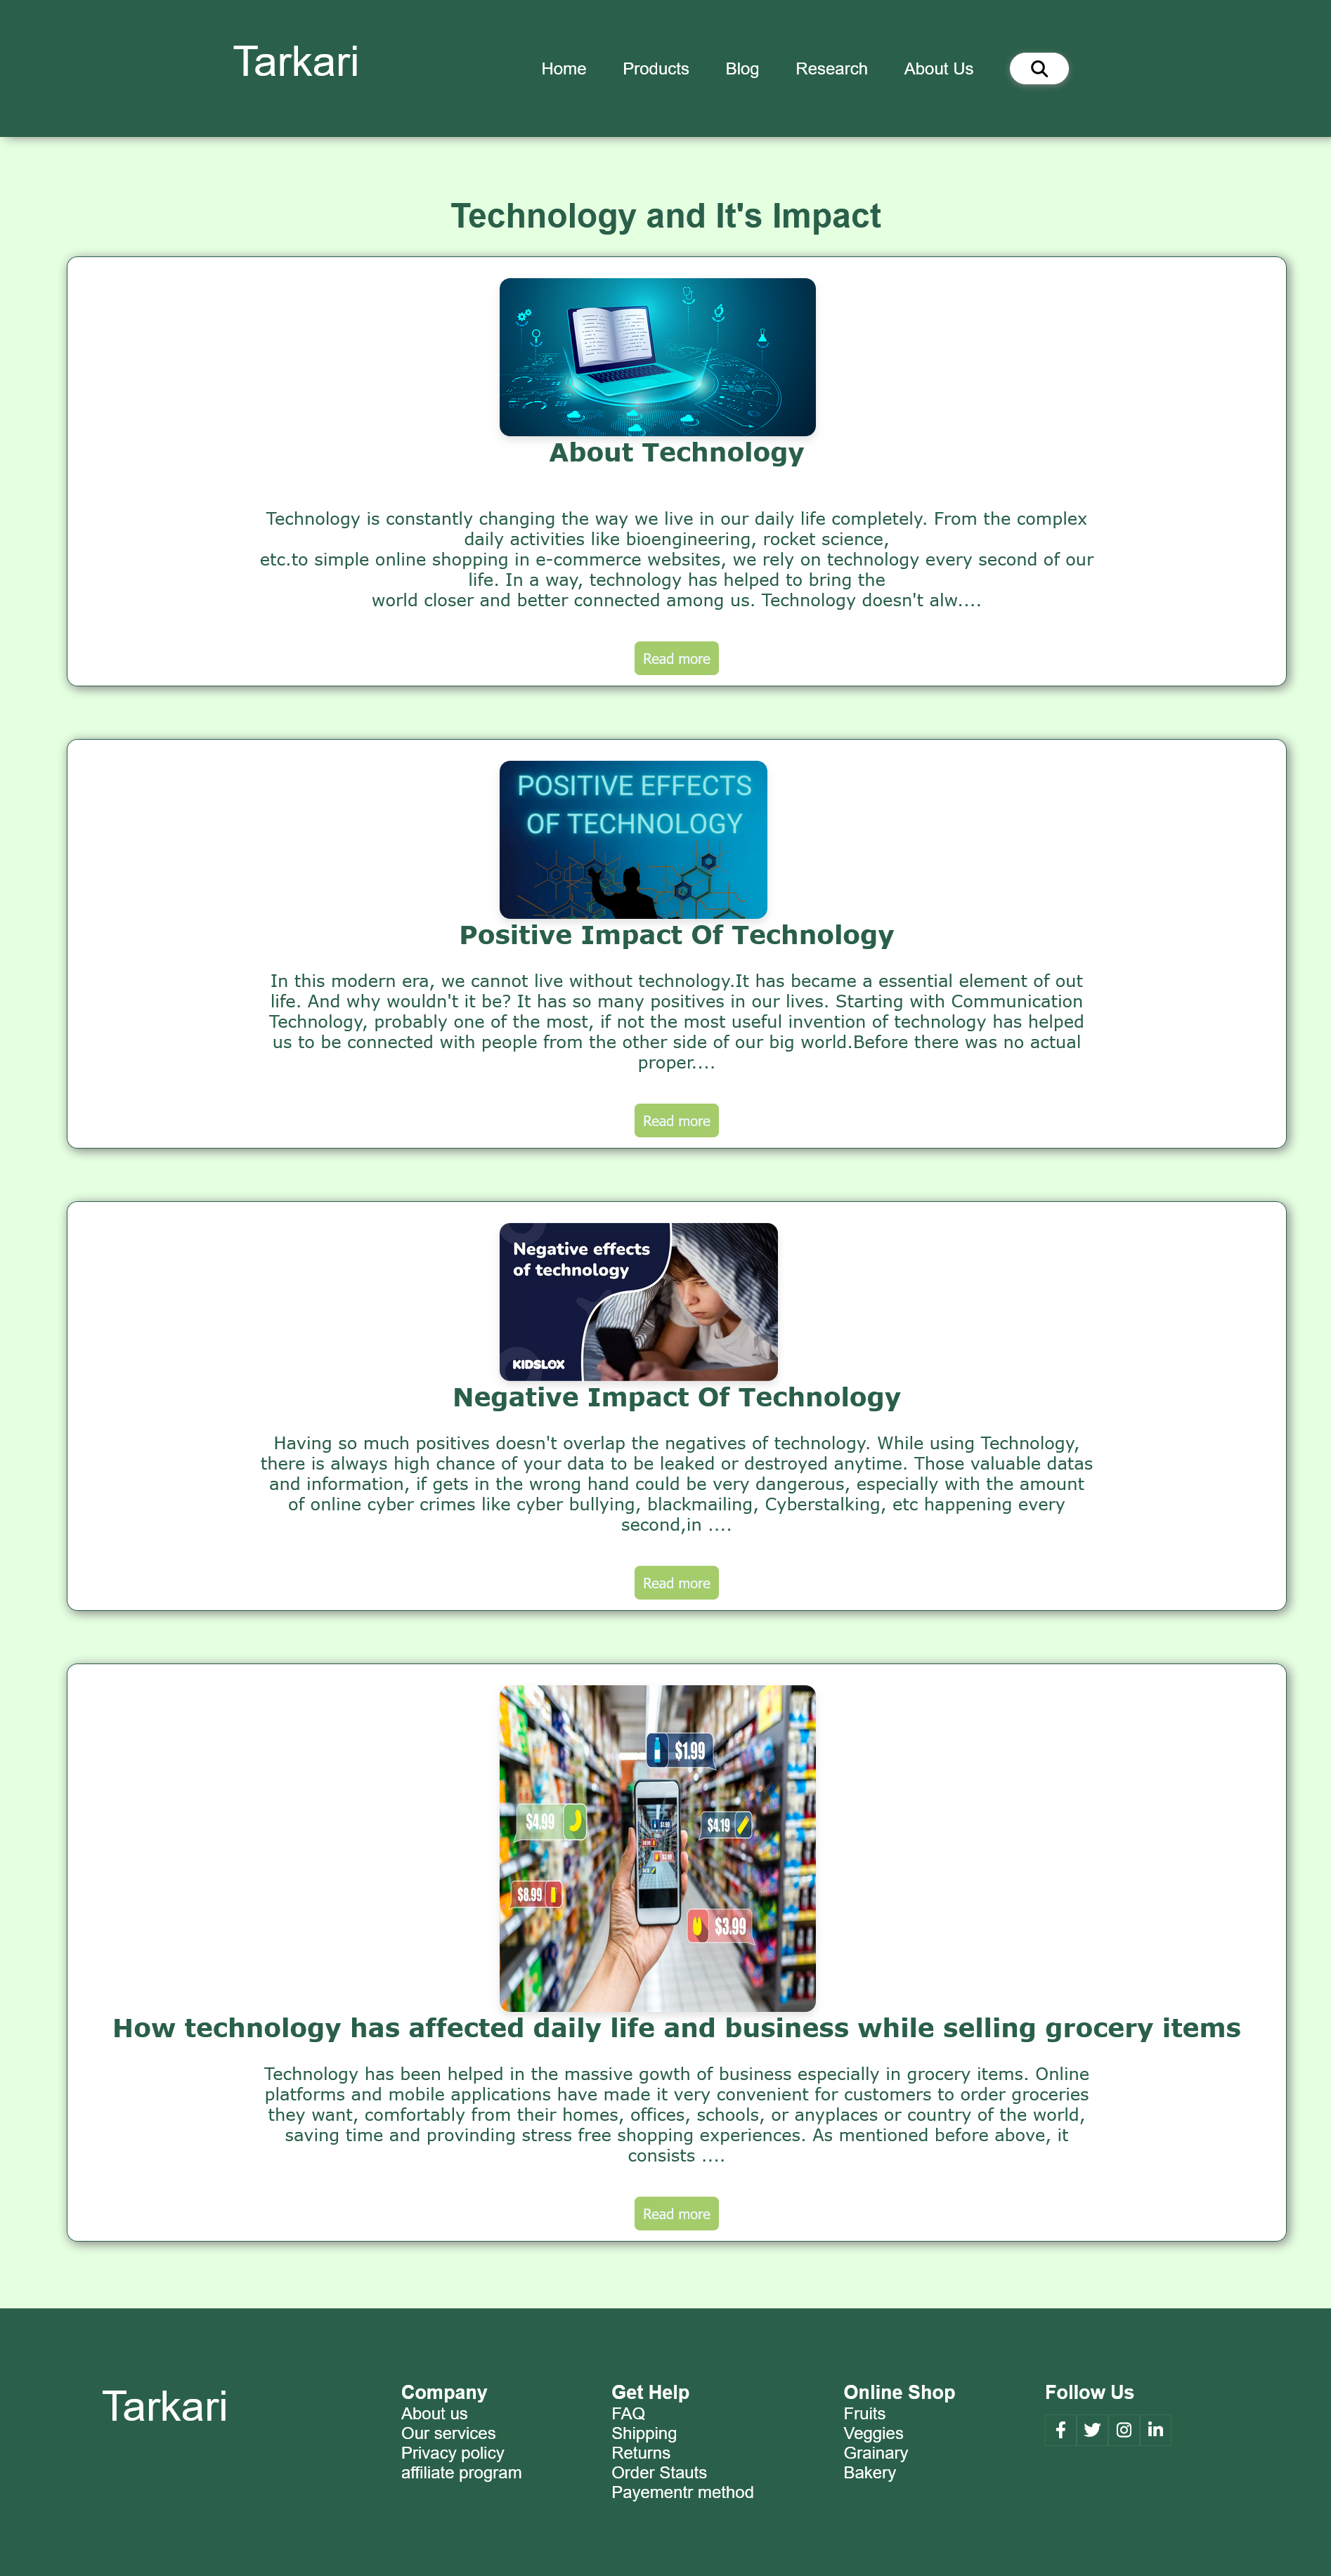 Tarkari
Home Products Blog Research About Us
Technology and It's Impact
About Technology
Technology is constantly changing the way we live in our daily life completely. From the complex
daily activities like bioengineering, rocket science,
etc.to simple online shopping in e-commerce websites, we rely on technology every second of our
life. In a way, technology has helped to bring the
world closer and better connected among us. Technology doesn't alw....
Read more
POSITIVE EFFECTS
OF TECHNOLOGY
Positive Impact Of Technology
In this modern era, we cannot live without technology.It has became a essential element of out
life. And why wouldn't it be? It has so many positives in our lives. Starting with Communication
Technology, probably one of the most, if not the most useful invention of technology has helped
us to be connected with people from the other side of our big world.Before there was no actual
proper....
Read more
Negative effects
of technology
KIDSLOX
Negative Impact Of Technology
Having so much positives doesn't overlap the negatives of technology. While using Technology,
there is always high chance of your data to be leaked or destroyed anytime. Those valuable datas
and information, if gets in the wrong hand could be very dangerous, especially with the amount
of online cyber crimes like cyber bullying, blackmailing, Cyberstalking, etc happening every
second,in ....
Read more
$1.99
$4.99
$4.19
$8.99
$3.99
How technology has affected daily life and business while selling grocery items
Technology has been helped in the massive gowth of business especially in grocery items. Online
platforms and mobile applications have made it very convenient for customers to order groceries
they want, comfortably from their homes, offices, schools, or anyplaces or country of the world,
saving time and provinding stress free shopping experiences. As mentioned before above, it
consists ....
Read more
Tarkari
Company
About us
Our services
Privacy policy
affiliate program
Get Help
FAQ
Shipping
Returns
Order Stauts
Payementr method
Online Shop
Fruits
Veggies
Grainary
Bakery
Follow Us